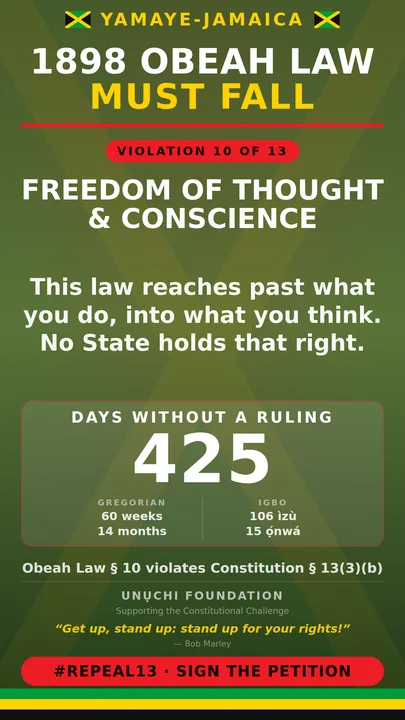 YAMAYE-JAMAICA
1898 OBEAH LAW
MUST FALL
VIOLATION 10 OF 13
FREEDOM OF THOUGHT
& CONSCIENCE
This law reaches past what
you do, into what you think.
No State holds that right.
DAYS WITHOUT A RULING
425
GREGORIAN
60 weeks
14 months
IGBO
106 ìzù
15 ọ́nwá
Obeah Law § 10 violates Constitution § 13(3)(b)
UNỤCHI FOUNDATION
Supporting the Constitutional Challenge
“Get up, stand up: stand up for your rights!”
— Bob Marley
#REPEAL13 · SIGN THE PETITION